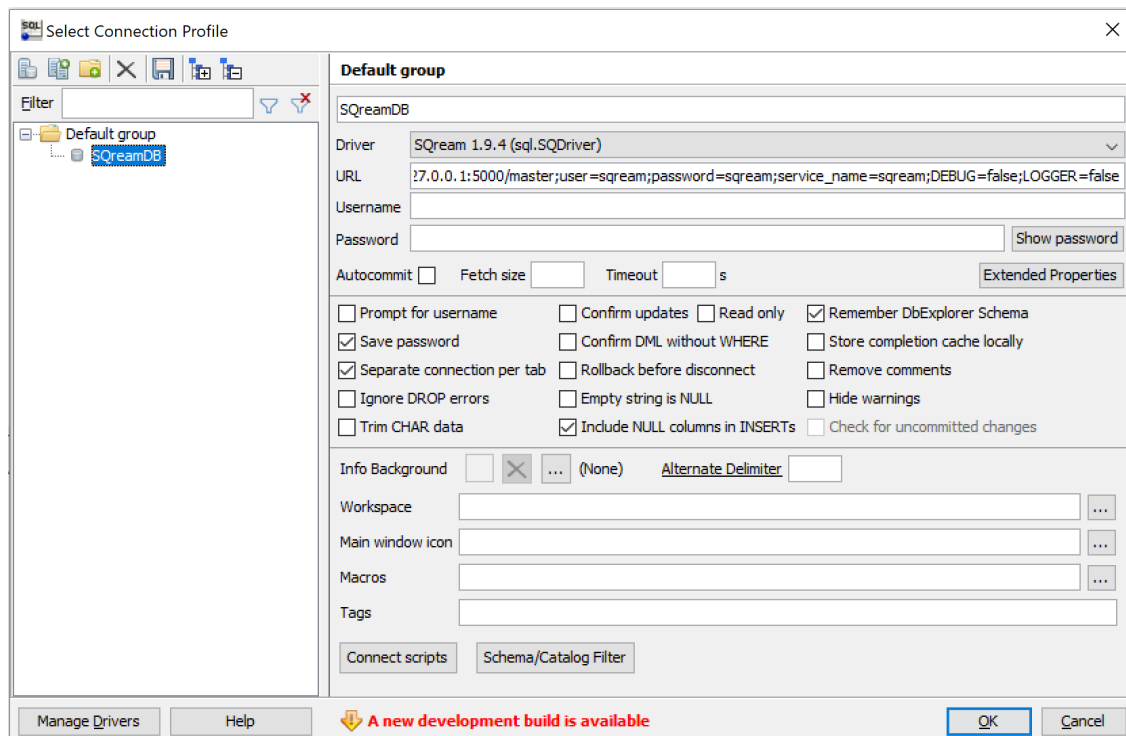 SQL
Select Connection Profile
Filter
Default group
SQreamDB
Default group
SQreamDB
Driver SQream 1.9.4 (sql.SQDriver)
URL 27.0.0.1:5000/master;user=sqream;password=sqream;service_name=sqream;DEBUG=false;LOGGER=false
Username
Password Show password
Autocommit Fetch size Timeout s Extended Properties
Prompt for username Confirm updates Read only Remember DbExplorer Schema
Save password Confirm DML without WHERE Store completion cache locally
Separate connection per tab Rollback before disconnect Remove comments
Ignore DROP errors Empty string is NULL Hide warnings
Trim CHAR data Include NULL columns in INSERTs Check for uncommitted changes
Info Background ... (None) Alternate Delimiter
Workspace ...
Main window icon ...
Macros ...
Tags
Connect scripts Schema/Catalog Filter
Manage Drivers Help A new development build is available OK Cancel